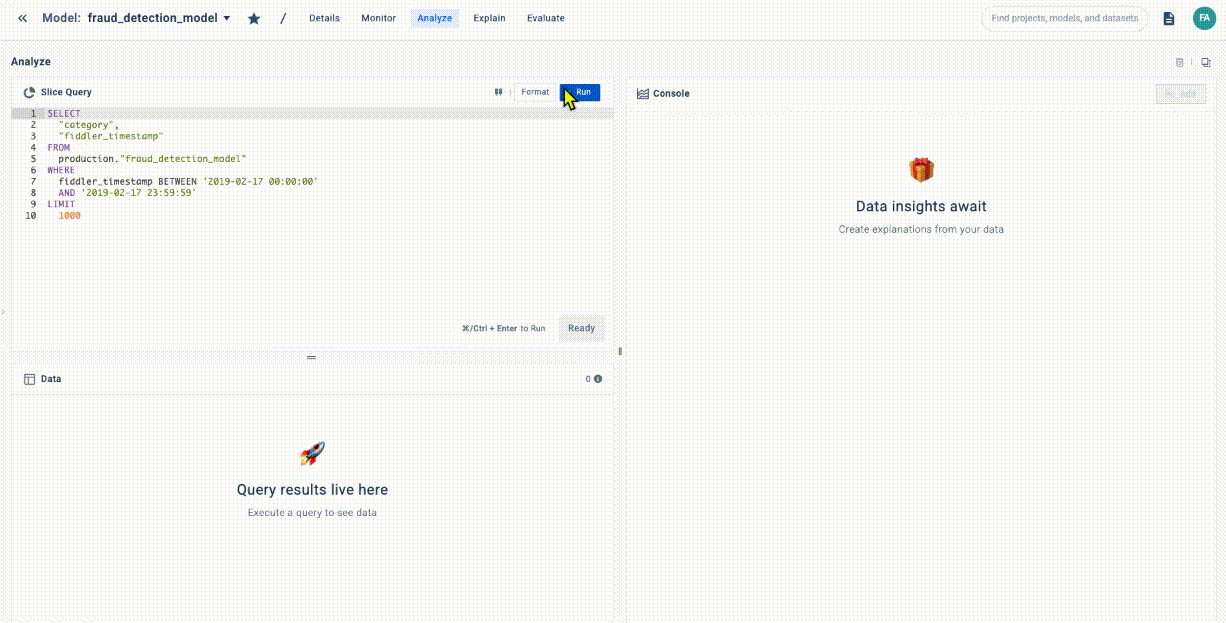 Model: fraud_detection_model / Details Monitor Analyze Explain Evaluate Find projects, models, and datasets FA
Analyze
Slice Query Format Run
1 SELECT
2 "category",
3 "fiddler_timestamp"
4 FROM
5 production."fraud_detection_model"
6 WHERE
7 fiddler_timestamp BETWEEN '2019-02-17 00:00:00'
8 AND '2019-02-17 23:59:59'
9 LIMIT
10 1000
⌘/Ctrl + Enter to Run Ready
Data 0
Query results live here
Execute a query to see data
Console Add
Data insights await
Create explanations from your data